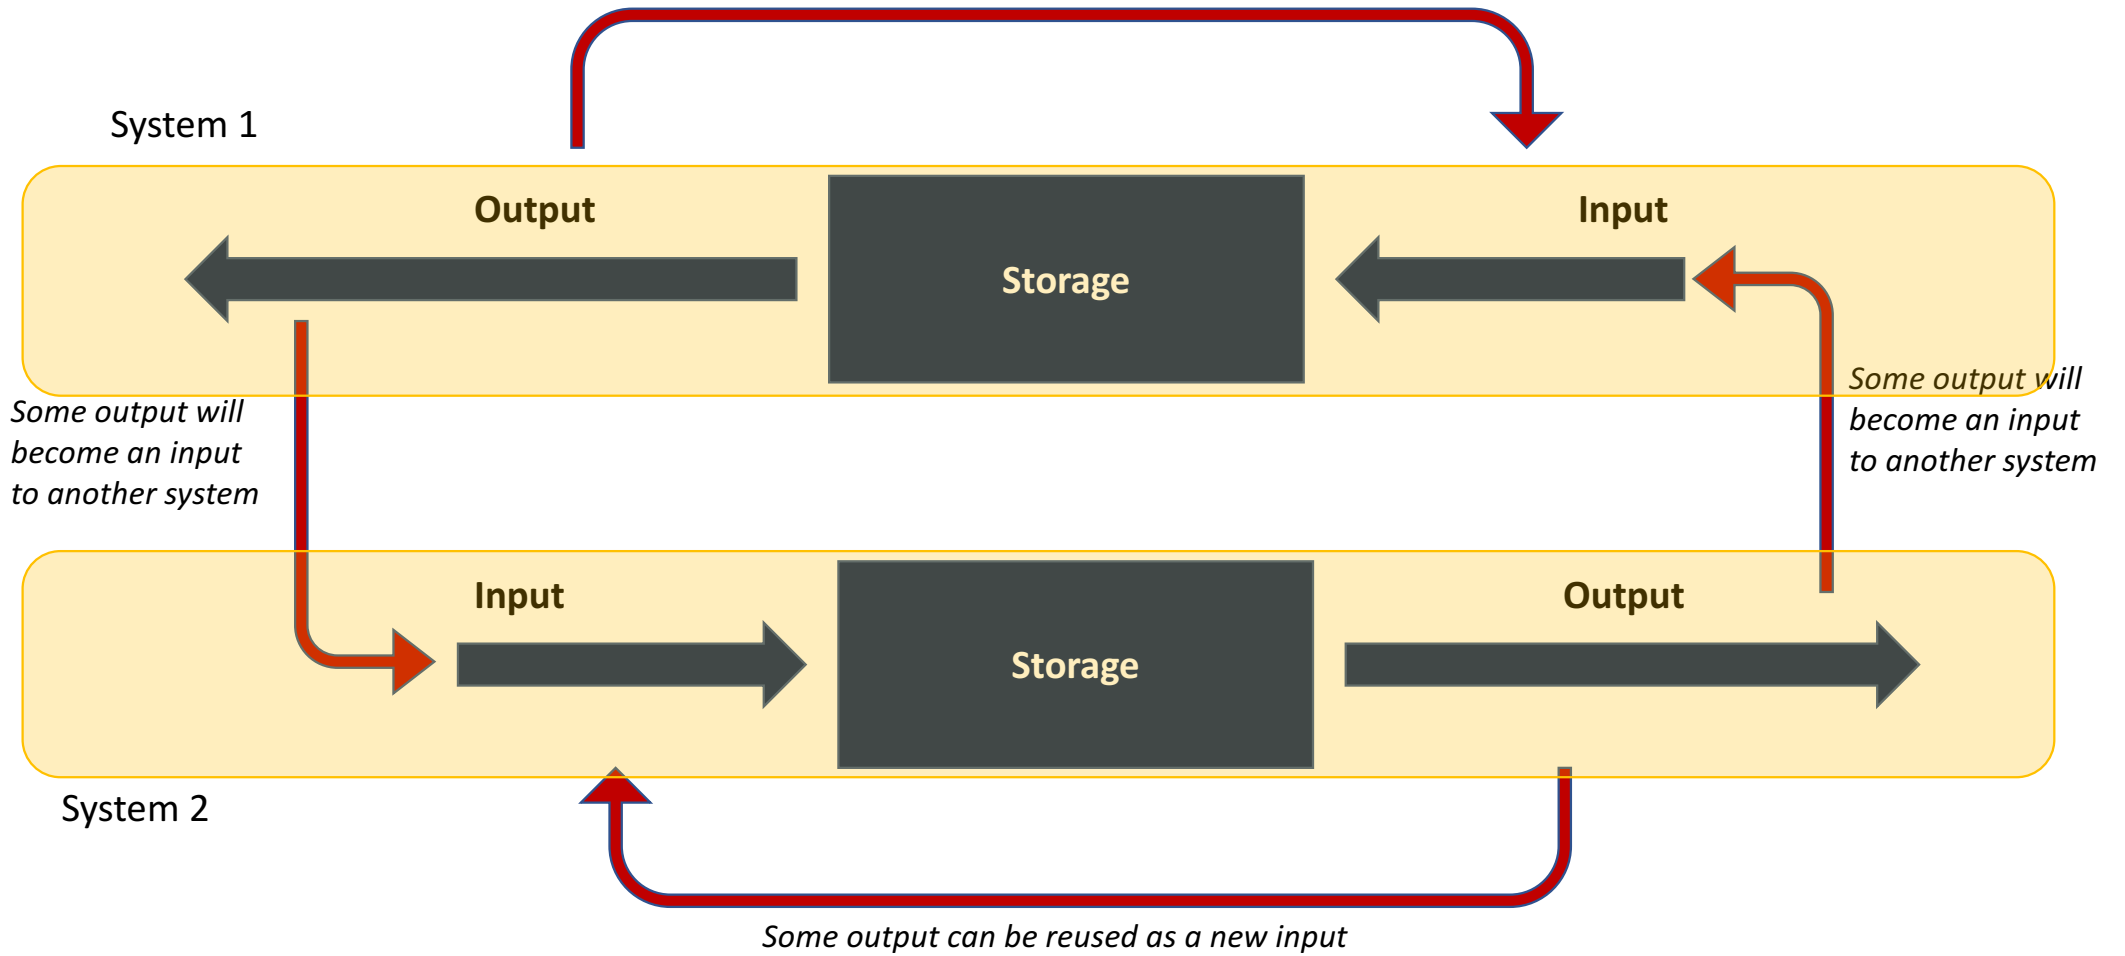 System 1
Output
Storage
Input
Some output will
become an input
to another system
Some output will
become an input
to another system
Input
Storage
Output
System 2
Some output can be reused as a new input